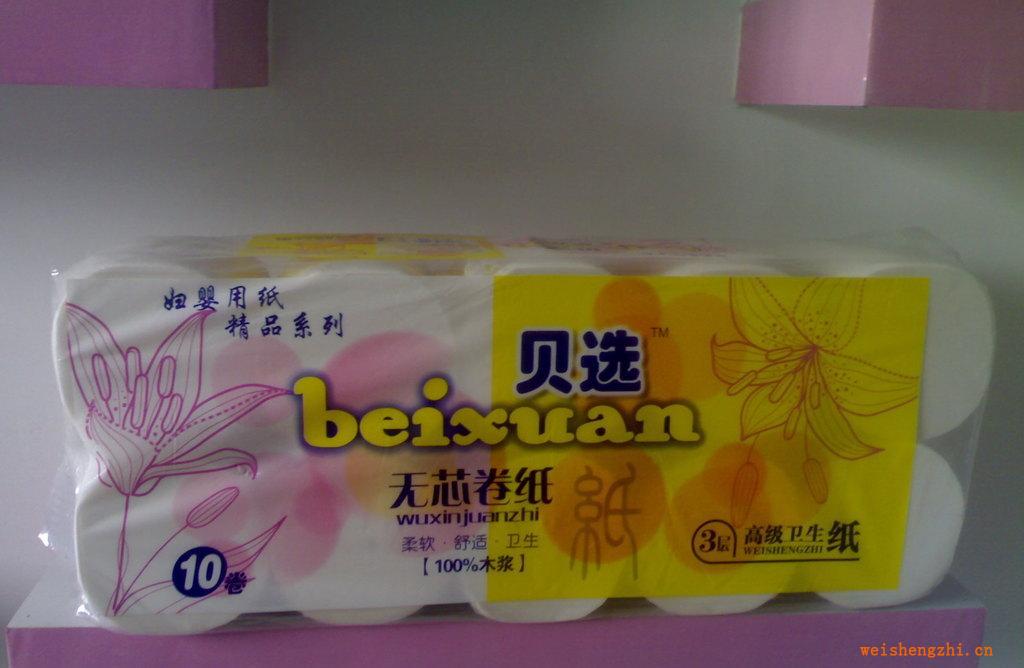 妇婴用纸
精品系列
贝选™
beixuan
无芯卷纸
wuxinjuanzhi
柔软·舒适·卫生
【100%木浆】
紙
10卷
3层 高级卫生纸
WEISHENGZHI
weishengzhi.cn